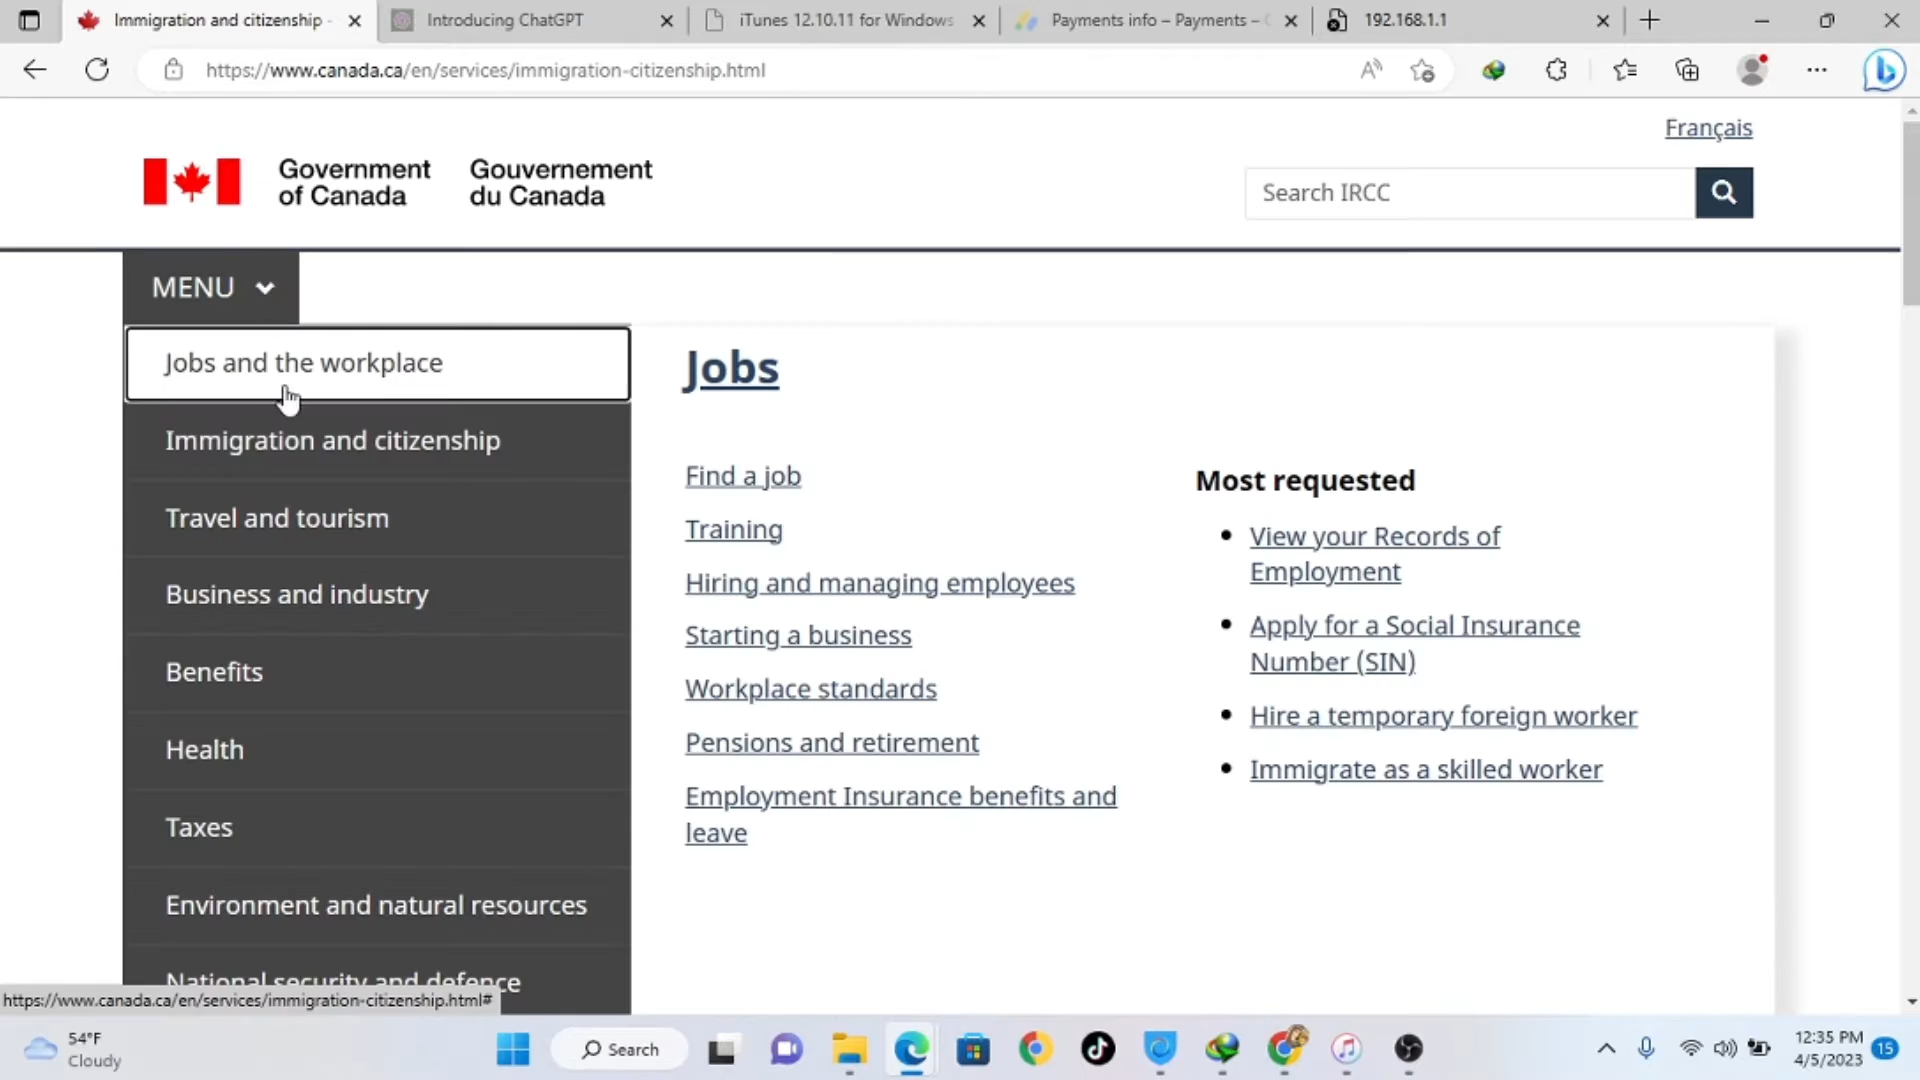 Immigration and citizenship -
Introducing ChatGPT
iTunes 12.10.11 for Windows
Payments info – Payments –
192.168.1.1
https://www.canada.ca/en/services/immigration-citizenship.html
Français
Government
of Canada
Gouvernement
du Canada
Search IRCC
MENU
Jobs and the workplace
Immigration and citizenship
Travel and tourism
Business and industry
Benefits
Health
Taxes
Environment and natural resources
National security and defence
Jobs
Find a job
Training
Hiring and managing employees
Starting a business
Workplace standards
Pensions and retirement
Employment Insurance benefits and
leave
Most requested
View your Records of
Employment
Apply for a Social Insurance
Number (SIN)
Hire a temporary foreign worker
Immigrate as a skilled worker
https://www.canada.ca/en/services/immigration-citizenship.html#
54°F
Cloudy
Search
12:35 PM
4/5/2023
15